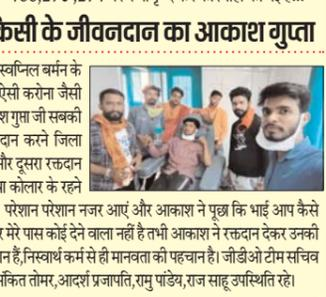 केसी के जीवनदान का आकाश गुप्ता
स्वप्निल बर्मन के
ऐसी करोना जैसी
श गुप्ता जी सबकी
दान करने जिला
और दूसरा रक्तदान
कोलार के रहने
परेशान परेशान नजर आएं और आकाश ने पूछा कि भाई आप कैसे
मेरे पास कोई देने वाला नहीं है तभी आकाश ने रक्तदान देकर उनकी
ान हैं,निस्वार्थ कर्म से ही मानवता की पहचान है। जीडीओ टीम सचिव
अंकित तोमर,आदर्श प्रजापति,रामु पांडेय,राज साहू उपस्थित रहे।